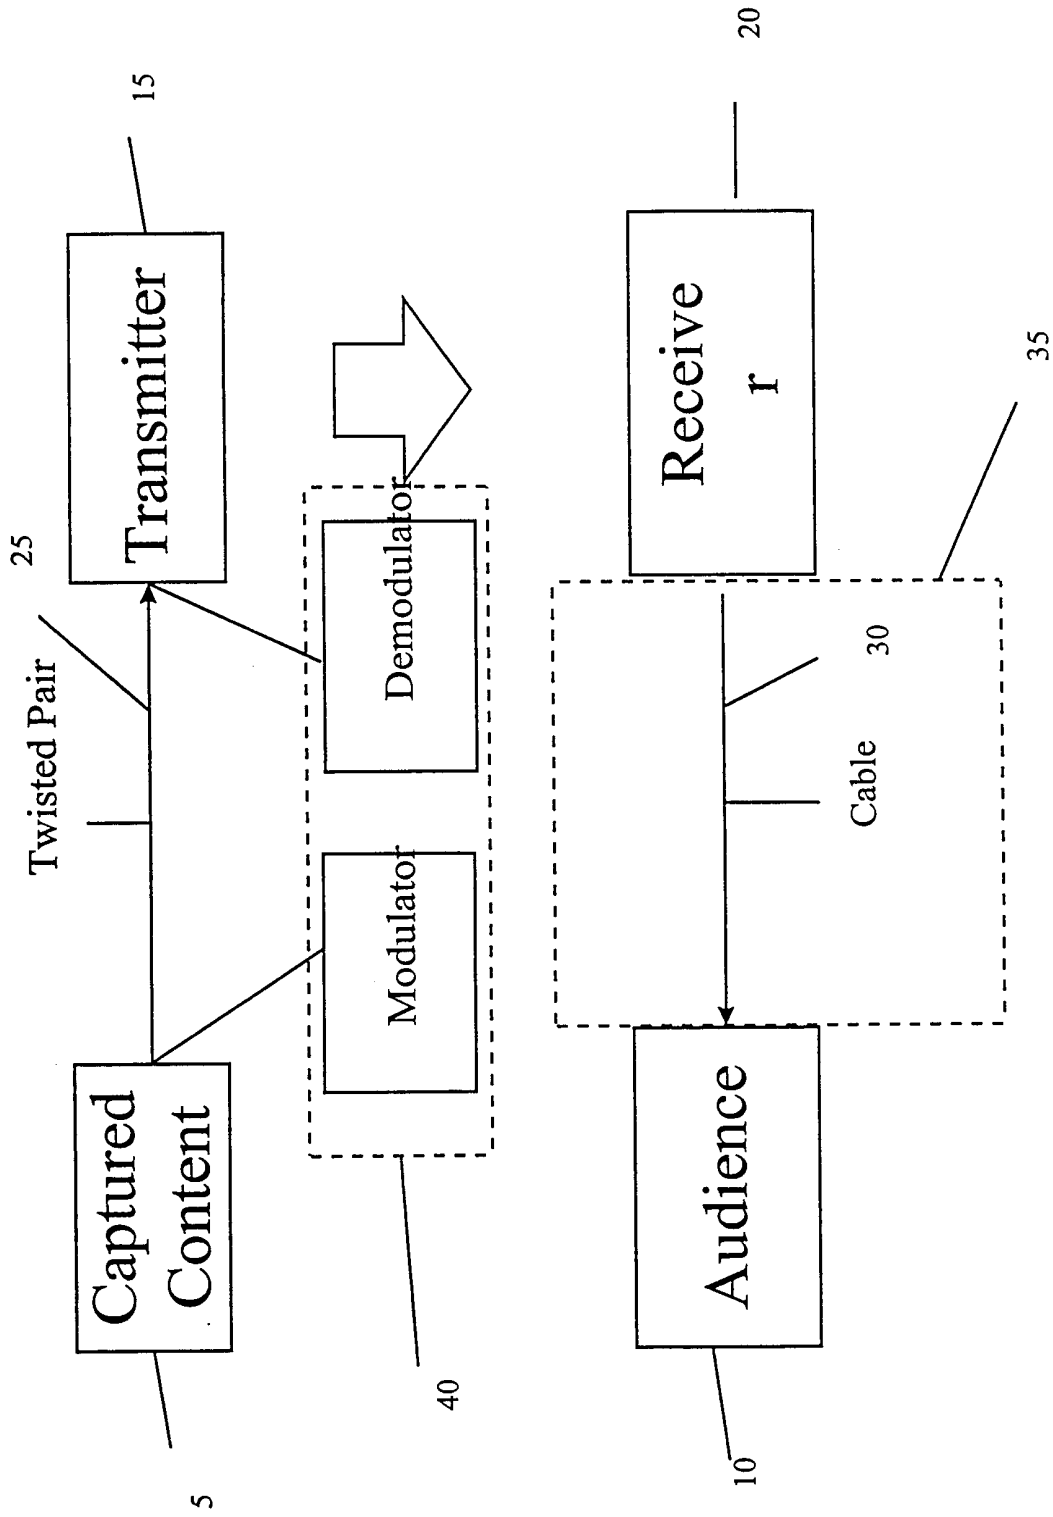 Twisted Pair
25
15
5
Captured
Content
Transmitter
40
Modulator
Demodulator
10
Audience
Receive
r
20
Cable
30
35